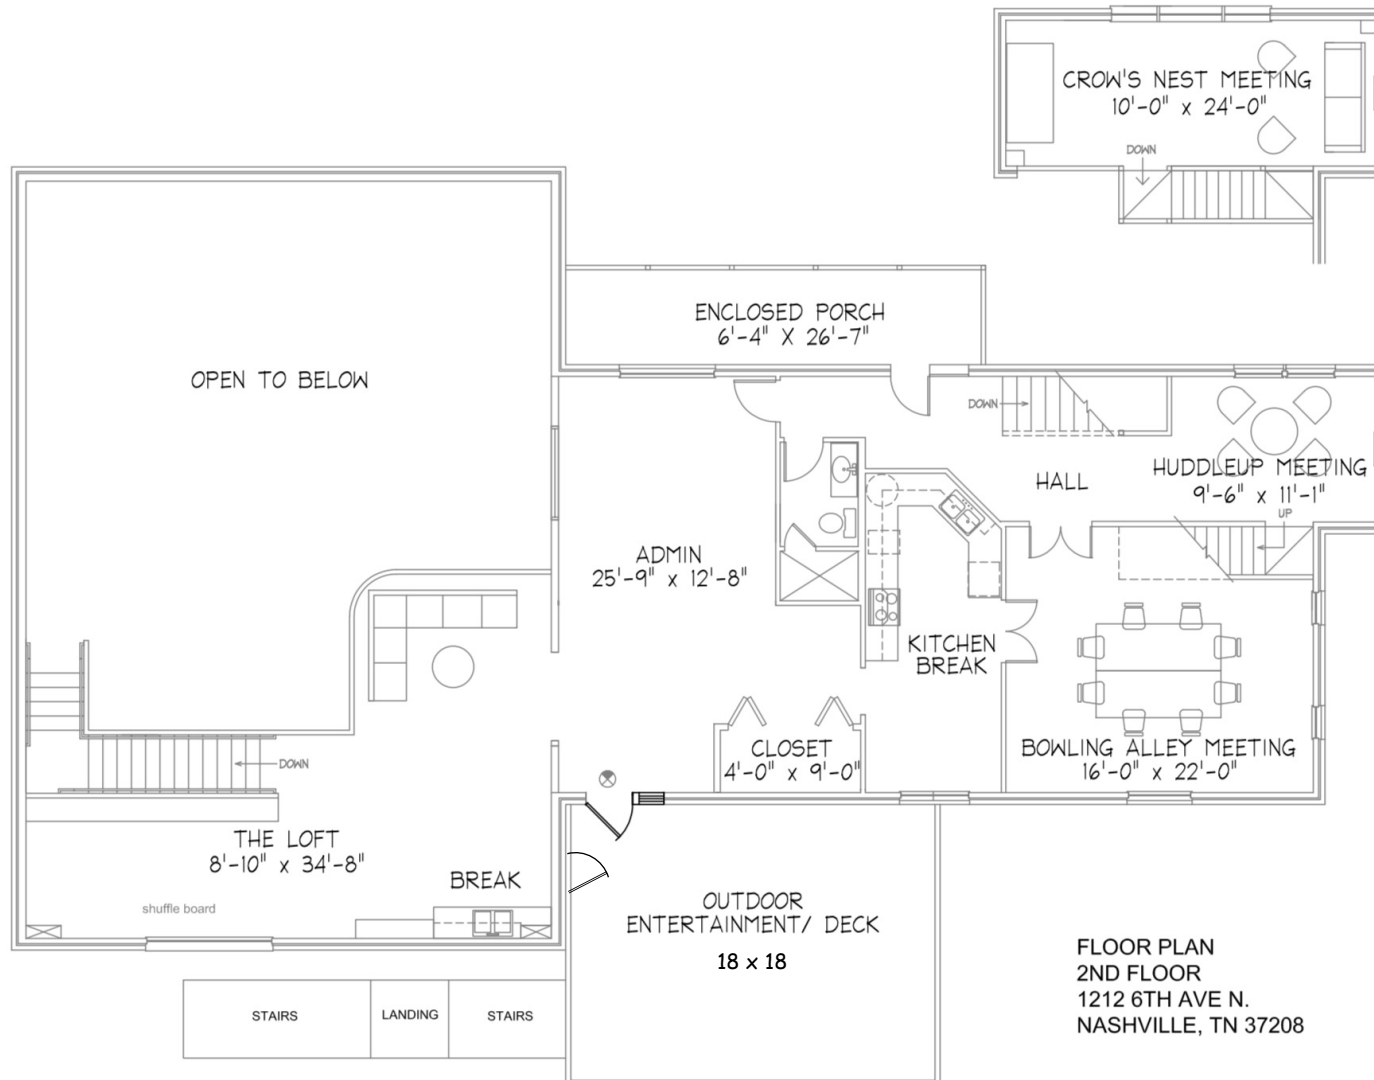 CROW'S NEST MEETING
10'-0" x 24'-0"
DOWN
ENCLOSED PORCH
6'-4" X 26'-7"
OPEN TO BELOW
DOWN
HALL
HUDDLEUP MEETING
9'-6" x 11'-1"
UP
ADMIN
25'-9" x 12'-8"
KITCHEN
BREAK
CLOSET
4'-0" x 9'-0"
BOWLING ALLEY MEETING
16'-0" x 22'-0"
DOWN
THE LOFT
8'-10" x 34'-8"
BREAK
shuffle board
OUTDOOR
ENTERTAINMENT/ DECK
18 x 18
STAIRS
LANDING
STAIRS
FLOOR PLAN
2ND FLOOR
1212 6TH AVE N.
NASHVILLE, TN 37208